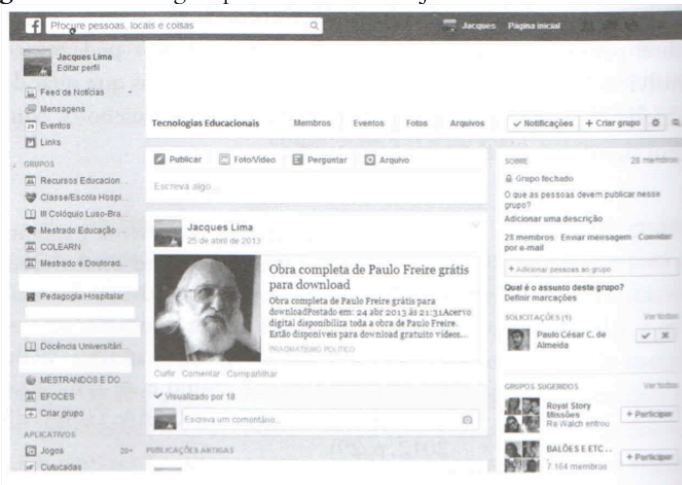 f Procure pessoas, locais e coisas
Jacques Página inicial
Jacques Lima
Editar perfil
Feed de Notícias
Mensagens
Eventos
Links
GRUPOS
Recursos Educacion...
Classe/Escola Hospi...
III Colóquio Luso-Bra...
Mestrado Educação
COLEARN
Mestrado e Doutorad...
Pedagogia Hospitalar
Docência Universitári...
MESTRANDOS E DO...
EFOCES
Criar grupo
APLICATIVOS
Jogos 20+
Cutucadas
Tecnologias Educacionais Membros Eventos Fotos Arquivos ✓ Notificações + Criar grupo
Publicar Foto/Vídeo Perguntar Arquivo
Escreva algo...
Jacques Lima
25 de abril de 2013
Obra completa de Paulo Freire grátis
para download
Obra completa de Paulo Freire grátis para
downloadPostado em: 24 abr 2013 às 21:31Acervo
digital disponibiliza toda a obra de Paulo Freire.
Estão disponíveis para download gratuito vídeos...
PRAGMATISMO POLÍTICO
Curtir Comentar Compartilhar
✓ Visualizado por 18
Escreva um comentário...
PUBLICAÇÕES ANTIGAS
SOBRE 28 membros
Grupo fechado
O que as pessoas devem publicar nesse
grupo?
Adicionar uma descrição
28 membros Enviar mensagem Convidar
por e-mail
+ Adicionar pessoas ao grupo
Qual é o assunto deste grupo?
Definir marcações
SOLICITAÇÕES (1) Ver todos
Paulo César C. de
Almeida
GRUPOS SUGERIDOS Ver todos
Royal Story
Missões
Re Walch entrou
+ Participar
BALÕES E ETC...
7.164 membros
+ Participar